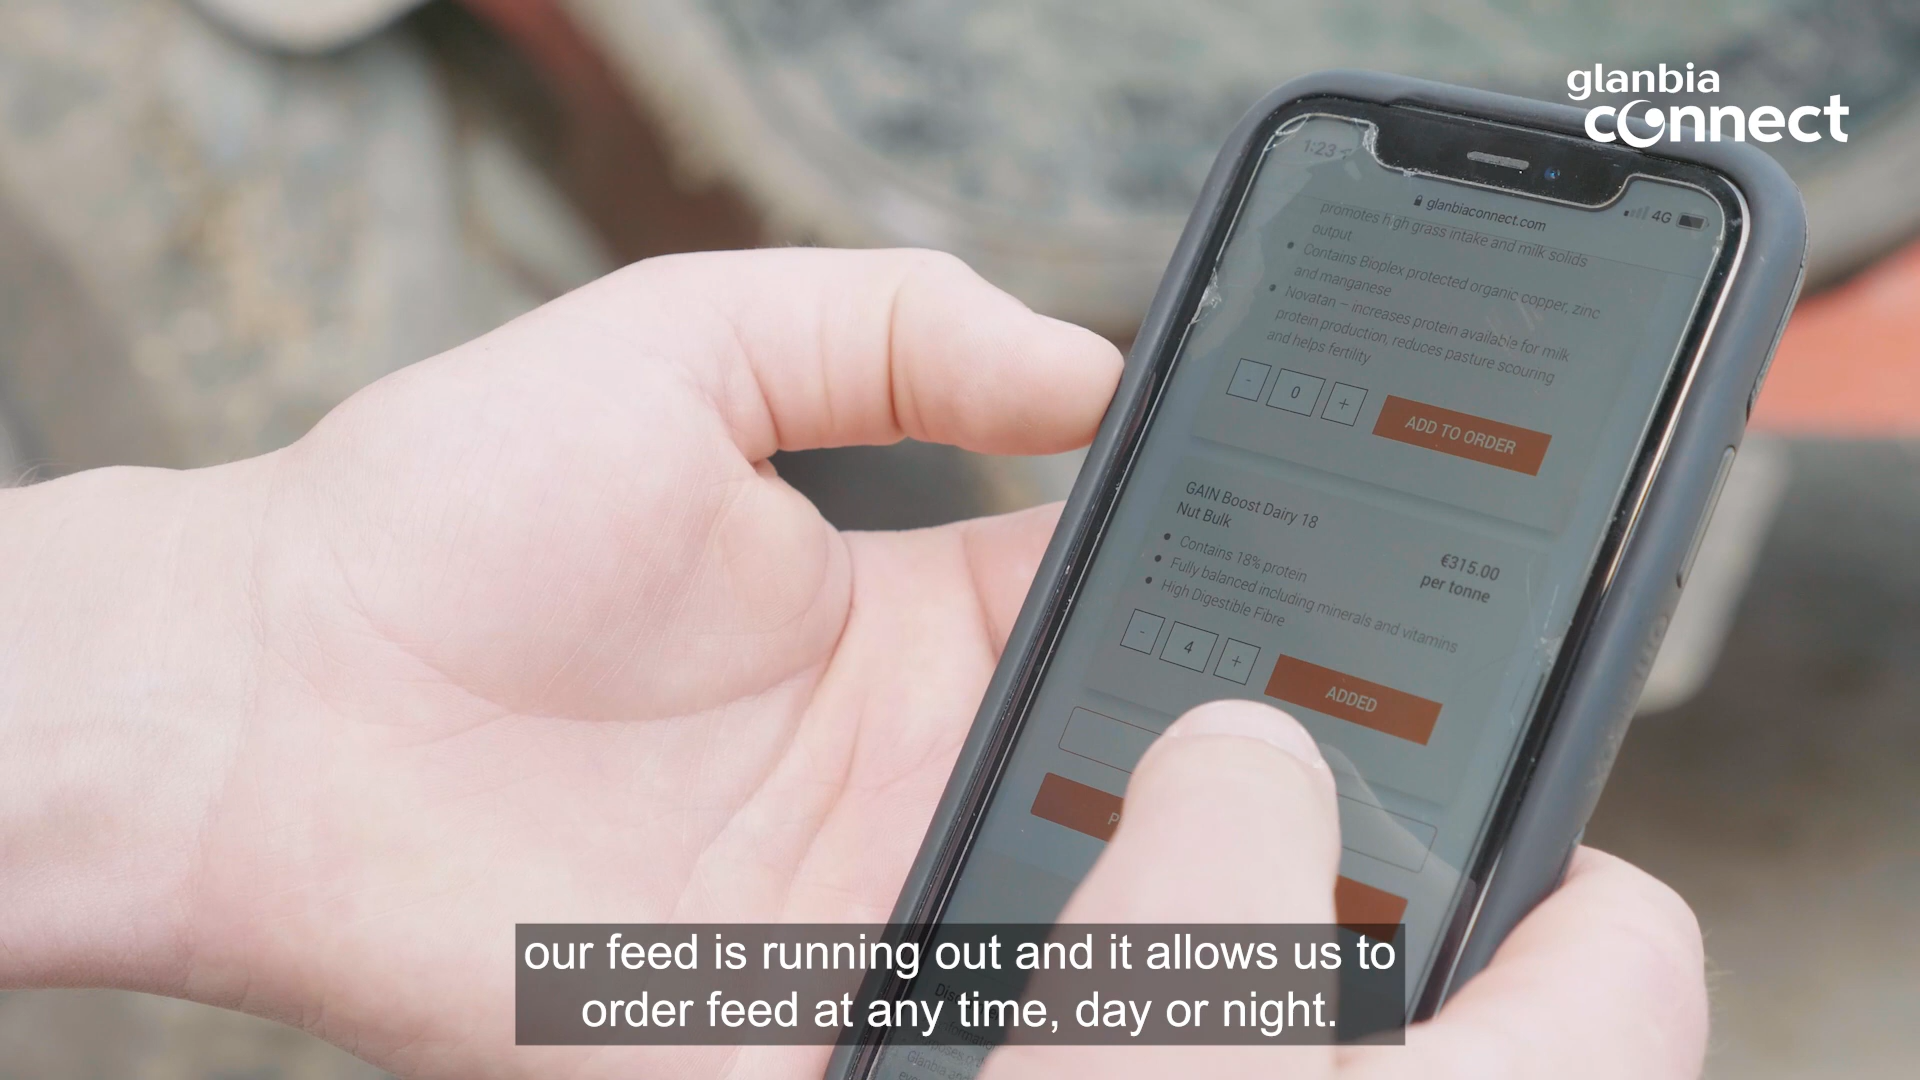 glanbia
connect
1:23
glanbiaconnect.com
4G
promotes high grass intake and milk solids
output
Contains Bioplex protected organic copper, zinc
and manganese
Novatan – increases protein available for milk
protein production, reduces pasture scouring
and helps fertility
- 0 +
ADD TO ORDER
GAIN Boost Dairy 18
Nut Bulk
€315.00
per tonne
Contains 18% protein
Fully balanced including minerals and vitamins
High Digestible Fibre
- 4 +
ADDED
our feed is running out and it allows us to
order feed at any time, day or night.